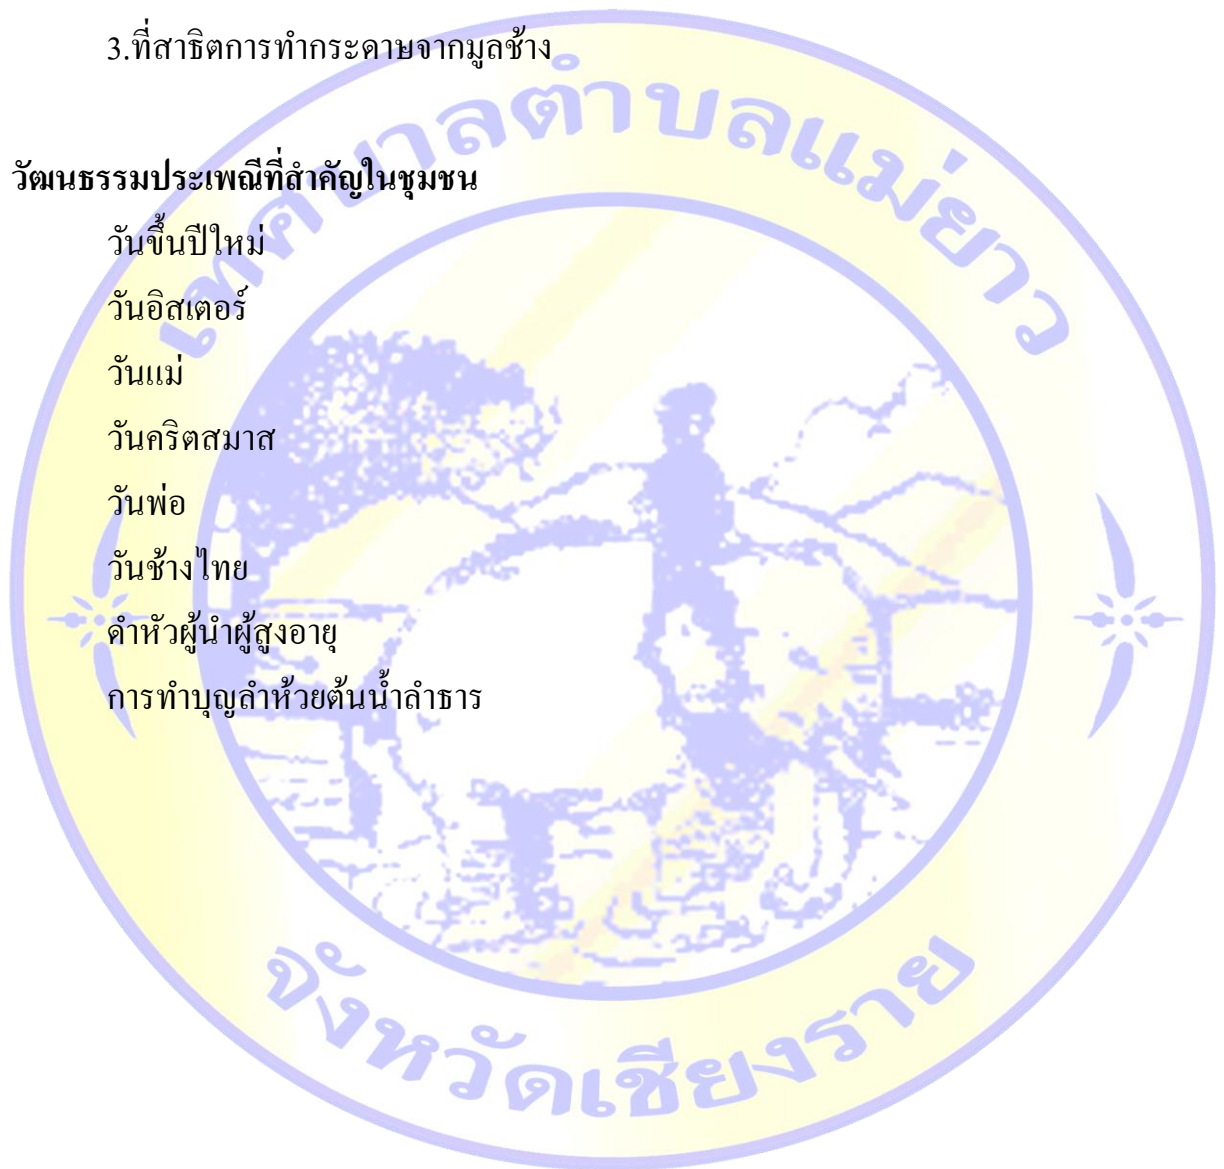 3.ที่สาธิตการทำกระดาษจากมูลช้าง
เทศบาลตำบลแม่ยาว
วัฒนธรรมประเพณีที่สำคัญในชุมชน
วันขึ้นปีใหม่
วันอิสเตอร์
วันแม่
วันคริตสมาส
วันพ่อ
วันช้างไทย
ดำหัวผู้นำผู้สูงอายุ
การทำบุญลำห้วยต้นน้ำลำธาร
จังหวัดเชียงราย